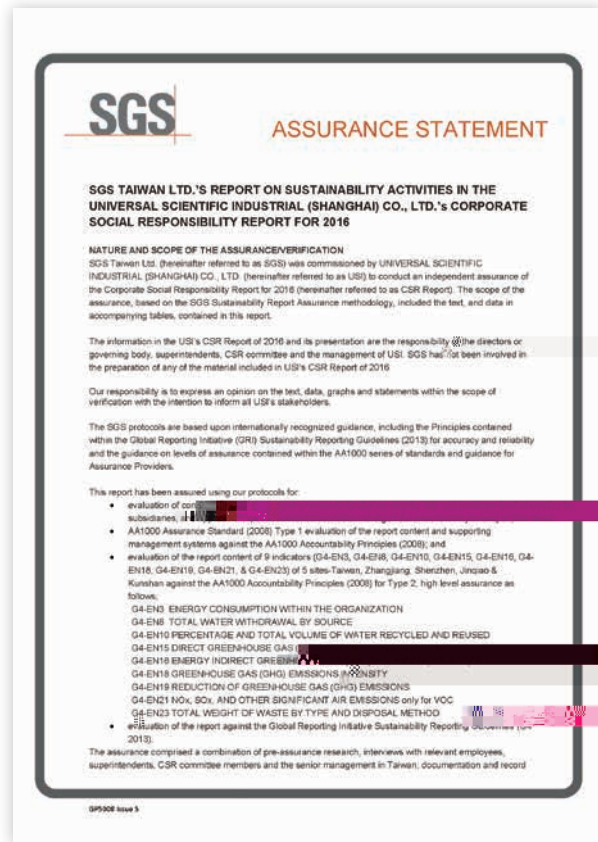 SGS
ASSURANCE STATEMENT
SGS TAIWAN LTD.'S REPORT ON SUSTAINABILITY ACTIVITIES IN THE
UNIVERSAL SCIENTIFIC INDUSTRIAL (SHANGHAI) CO., LTD.'s CORPORATE
SOCIAL RESPONSIBILITY REPORT FOR 2016
NATURE AND SCOPE OF THE ASSURANCE/VERIFICATION
SGS Taiwan Ltd. (hereinafter referred to as SGS) was commissioned by UNIVERSAL SCIENTIFIC
INDUSTRIAL (SHANGHAI) CO., LTD. (hereinafter referred to as USI) to conduct an independent assurance of
the Corporate Social Responsibility Report for 2016 (hereinafter referred to as CSR Report). The scope of the
assurance, based on the SGS Sustainability Report Assurance methodology, included the text, and data in
accompanying tables, contained in this report.
The information in the USI's CSR Report of 2016 and its presentation are the responsibility of the directors or
governing body, superintendents, CSR committee and the management of USI. SGS has not been involved in
the preparation of any of the material included in USI's CSR Report of 2016
Our responsibility is to express an opinion on the text, data, graphs and statements within the scope of
verification with the intention to inform all USI's stakeholders.
The SGS protocols are based upon internationally recognized guidance, including the Principles contained
within the Global Reporting Initiative (GRI) Sustainability Reporting Guidelines (2013) for accuracy and reliability
and the guidance on levels of assurance contained within the AA1000 series of standards and guidance for
Assurance Providers.
This report has been assured using our protocols for:
• evaluation of
subsidiaries,
• AA1000 Assurance Standard (2008) Type 1 evaluation of the report content and supporting
management systems against the AA1000 Accountability Principles (2008); and
• evaluation of the report content of 9 indicators (G4-EN3, G4-EN8, G4-EN10, G4-EN15, G4-EN16, G4-
EN18, G4-EN19, G4-EN21, & G4-EN23) of 5 sites-Taiwan, Zhangjiang, Shenzhen, Jinqiao &
Kunshan against the AA1000 Accountability Principles (2008) for Type 2, high level assurance as
follows;
G4-EN3 ENERGY CONSUMPTION WITHIN THE ORGANIZATION
G4-EN8 TOTAL WATER WITHDRAWAL BY SOURCE
G4-EN10 PERCENTAGE AND TOTAL VOLUME OF WATER RECYCLED AND REUSED
G4-EN15 DIRECT GREENHOUSE GAS
G4-EN16 ENERGY INDIRECT
G4-EN18 GREENHOUSE GAS (GHG) EMISSIONS INTENSITY
G4-EN19 REDUCTION OF GREENHOUSE GAS (GHG) EMISSIONS
G4-EN21 NOx, SOx, AND OTHER SIGNIFICANT AIR EMISSIONS only for VOC
G4-EN23 TOTAL WEIGHT OF WASTE BY TYPE AND DISPOSAL METHOD
• evaluation of the report against the Global Reporting Initiative Sustainability Reporting Guidelines (G4
2013).
The assurance comprised a combination of pre-assurance research, interviews with relevant employees,
superintendents, CSR committee members and the senior management in Taiwan; documentation and record
GP5008 Issue 5